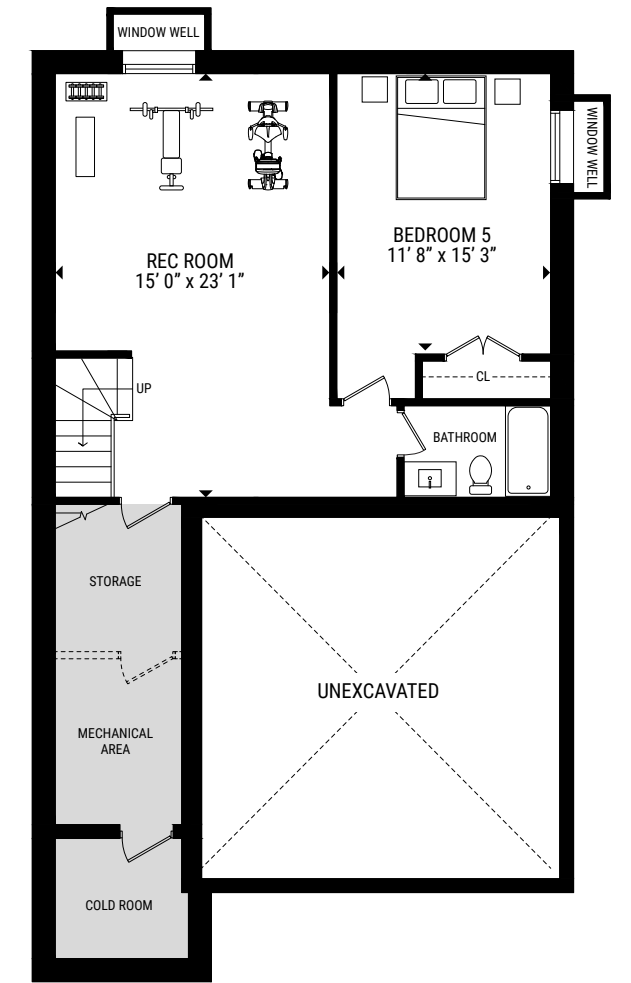 WINDOW WELL
WINDOW WELL
REC ROOM
15’ 0” x 23’ 1”
BEDROOM 5
11’ 8” x 15’ 3”
UP
CL
BATHROOM
STORAGE
MECHANICAL
AREA
UNEXCAVATED
COLD ROOM